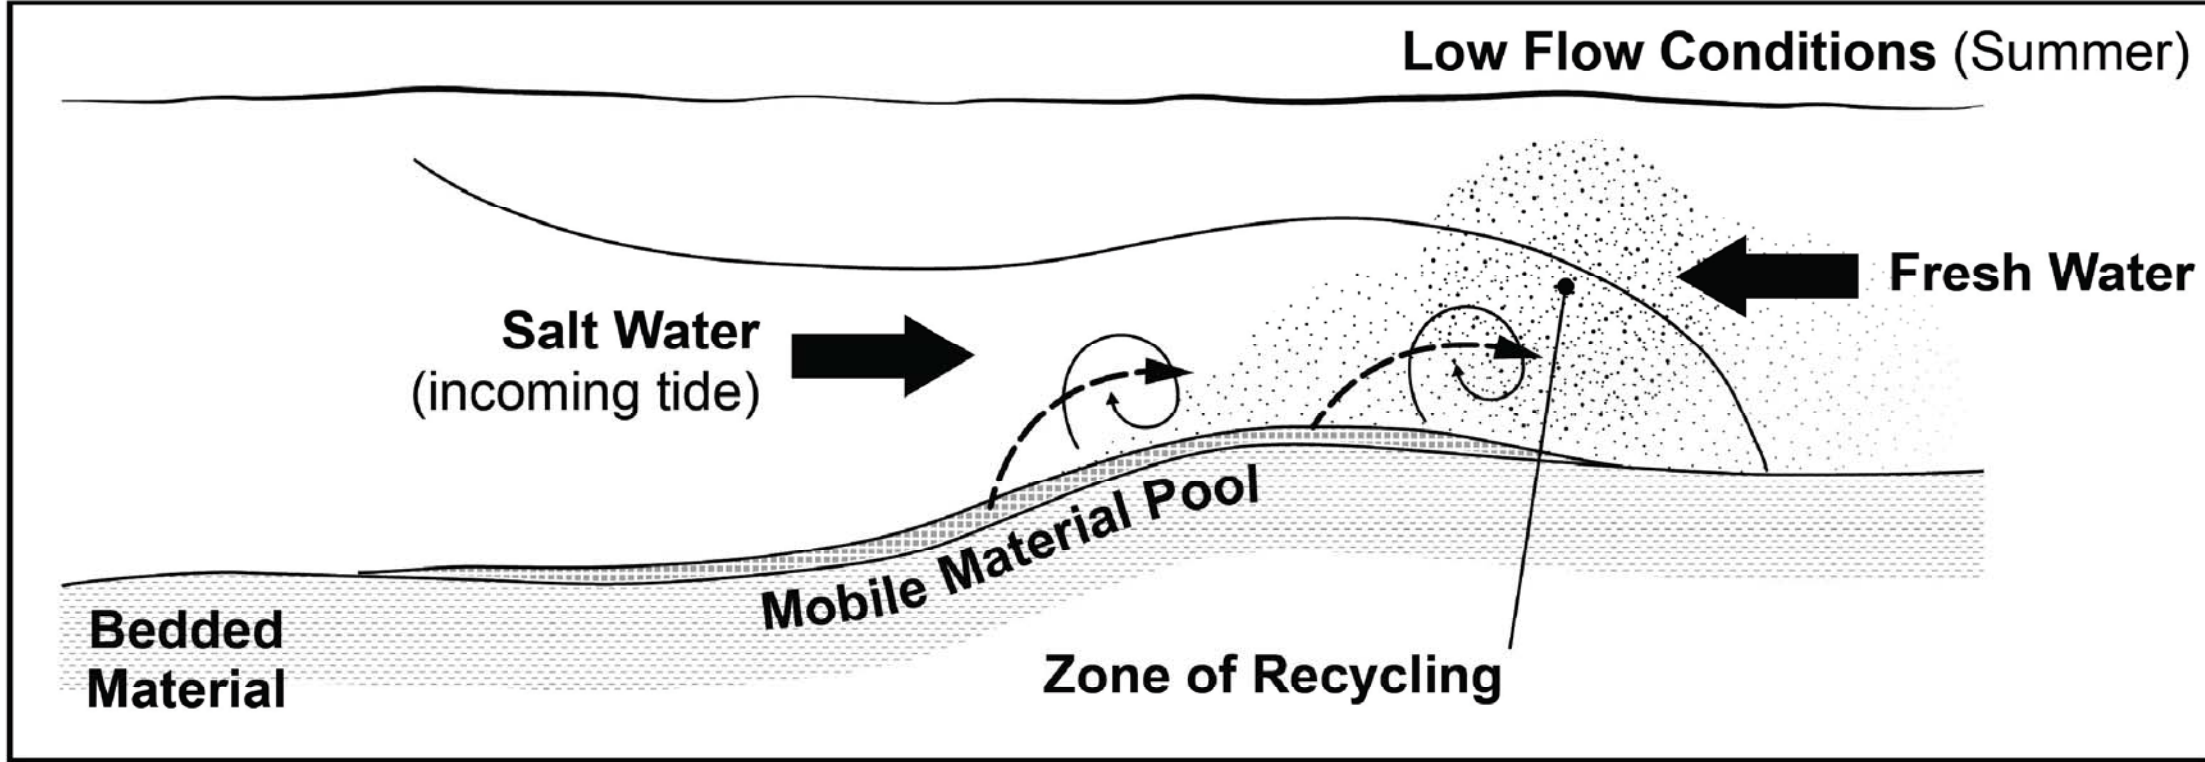 Low Flow Conditions (Summer)
Fresh Water
Salt Water
(incoming tide)
Mobile Material Pool
Bedded
Material
Zone of Recycling